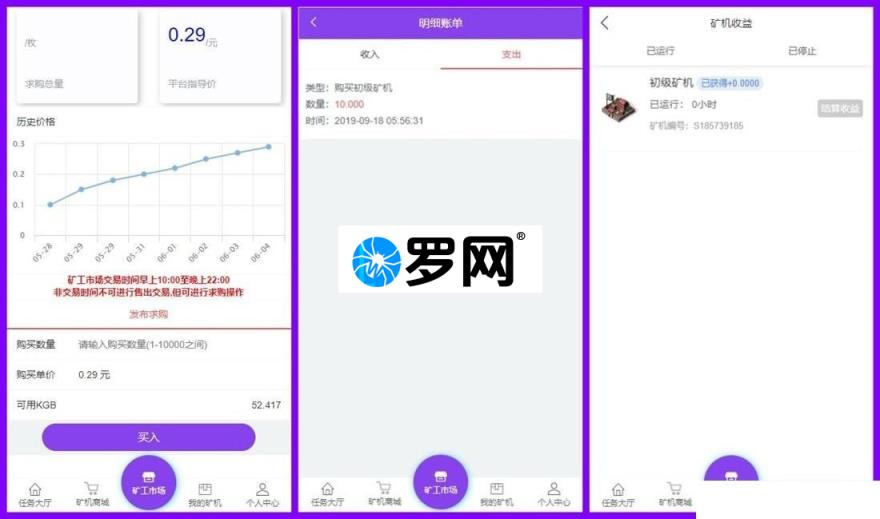 /枚
求购总量
0.29/元
平台指导价
历史价格
0.3
0.2
0.1
0
05-28
05-29
05-29
05-31
06-01
06-02
06-03
06-04
矿工市场交易时间早上10:00至晚上22:00
非交易时间不可进行售出交易,但可进行求购操作
发布求购
购买数量 请输入购买数量(1-10000之间)
购买单价 0.29 元
可用KGB 52.417
买入
任务大厅 矿机商城 矿工市场 我的矿机 个人中心
明细账单
收入 支出
类型：购买初级矿机
数量：10.000
时间：2019-09-18 05:56:31
罗网®
任务大厅 矿机商城 矿工市场 我的矿机 个人中心
矿机收益
已运行 已停止
初级矿机 已获得+0.0000
已运行： 0小时
结算收益
矿机编号：S185739185
任务大厅 矿机商城